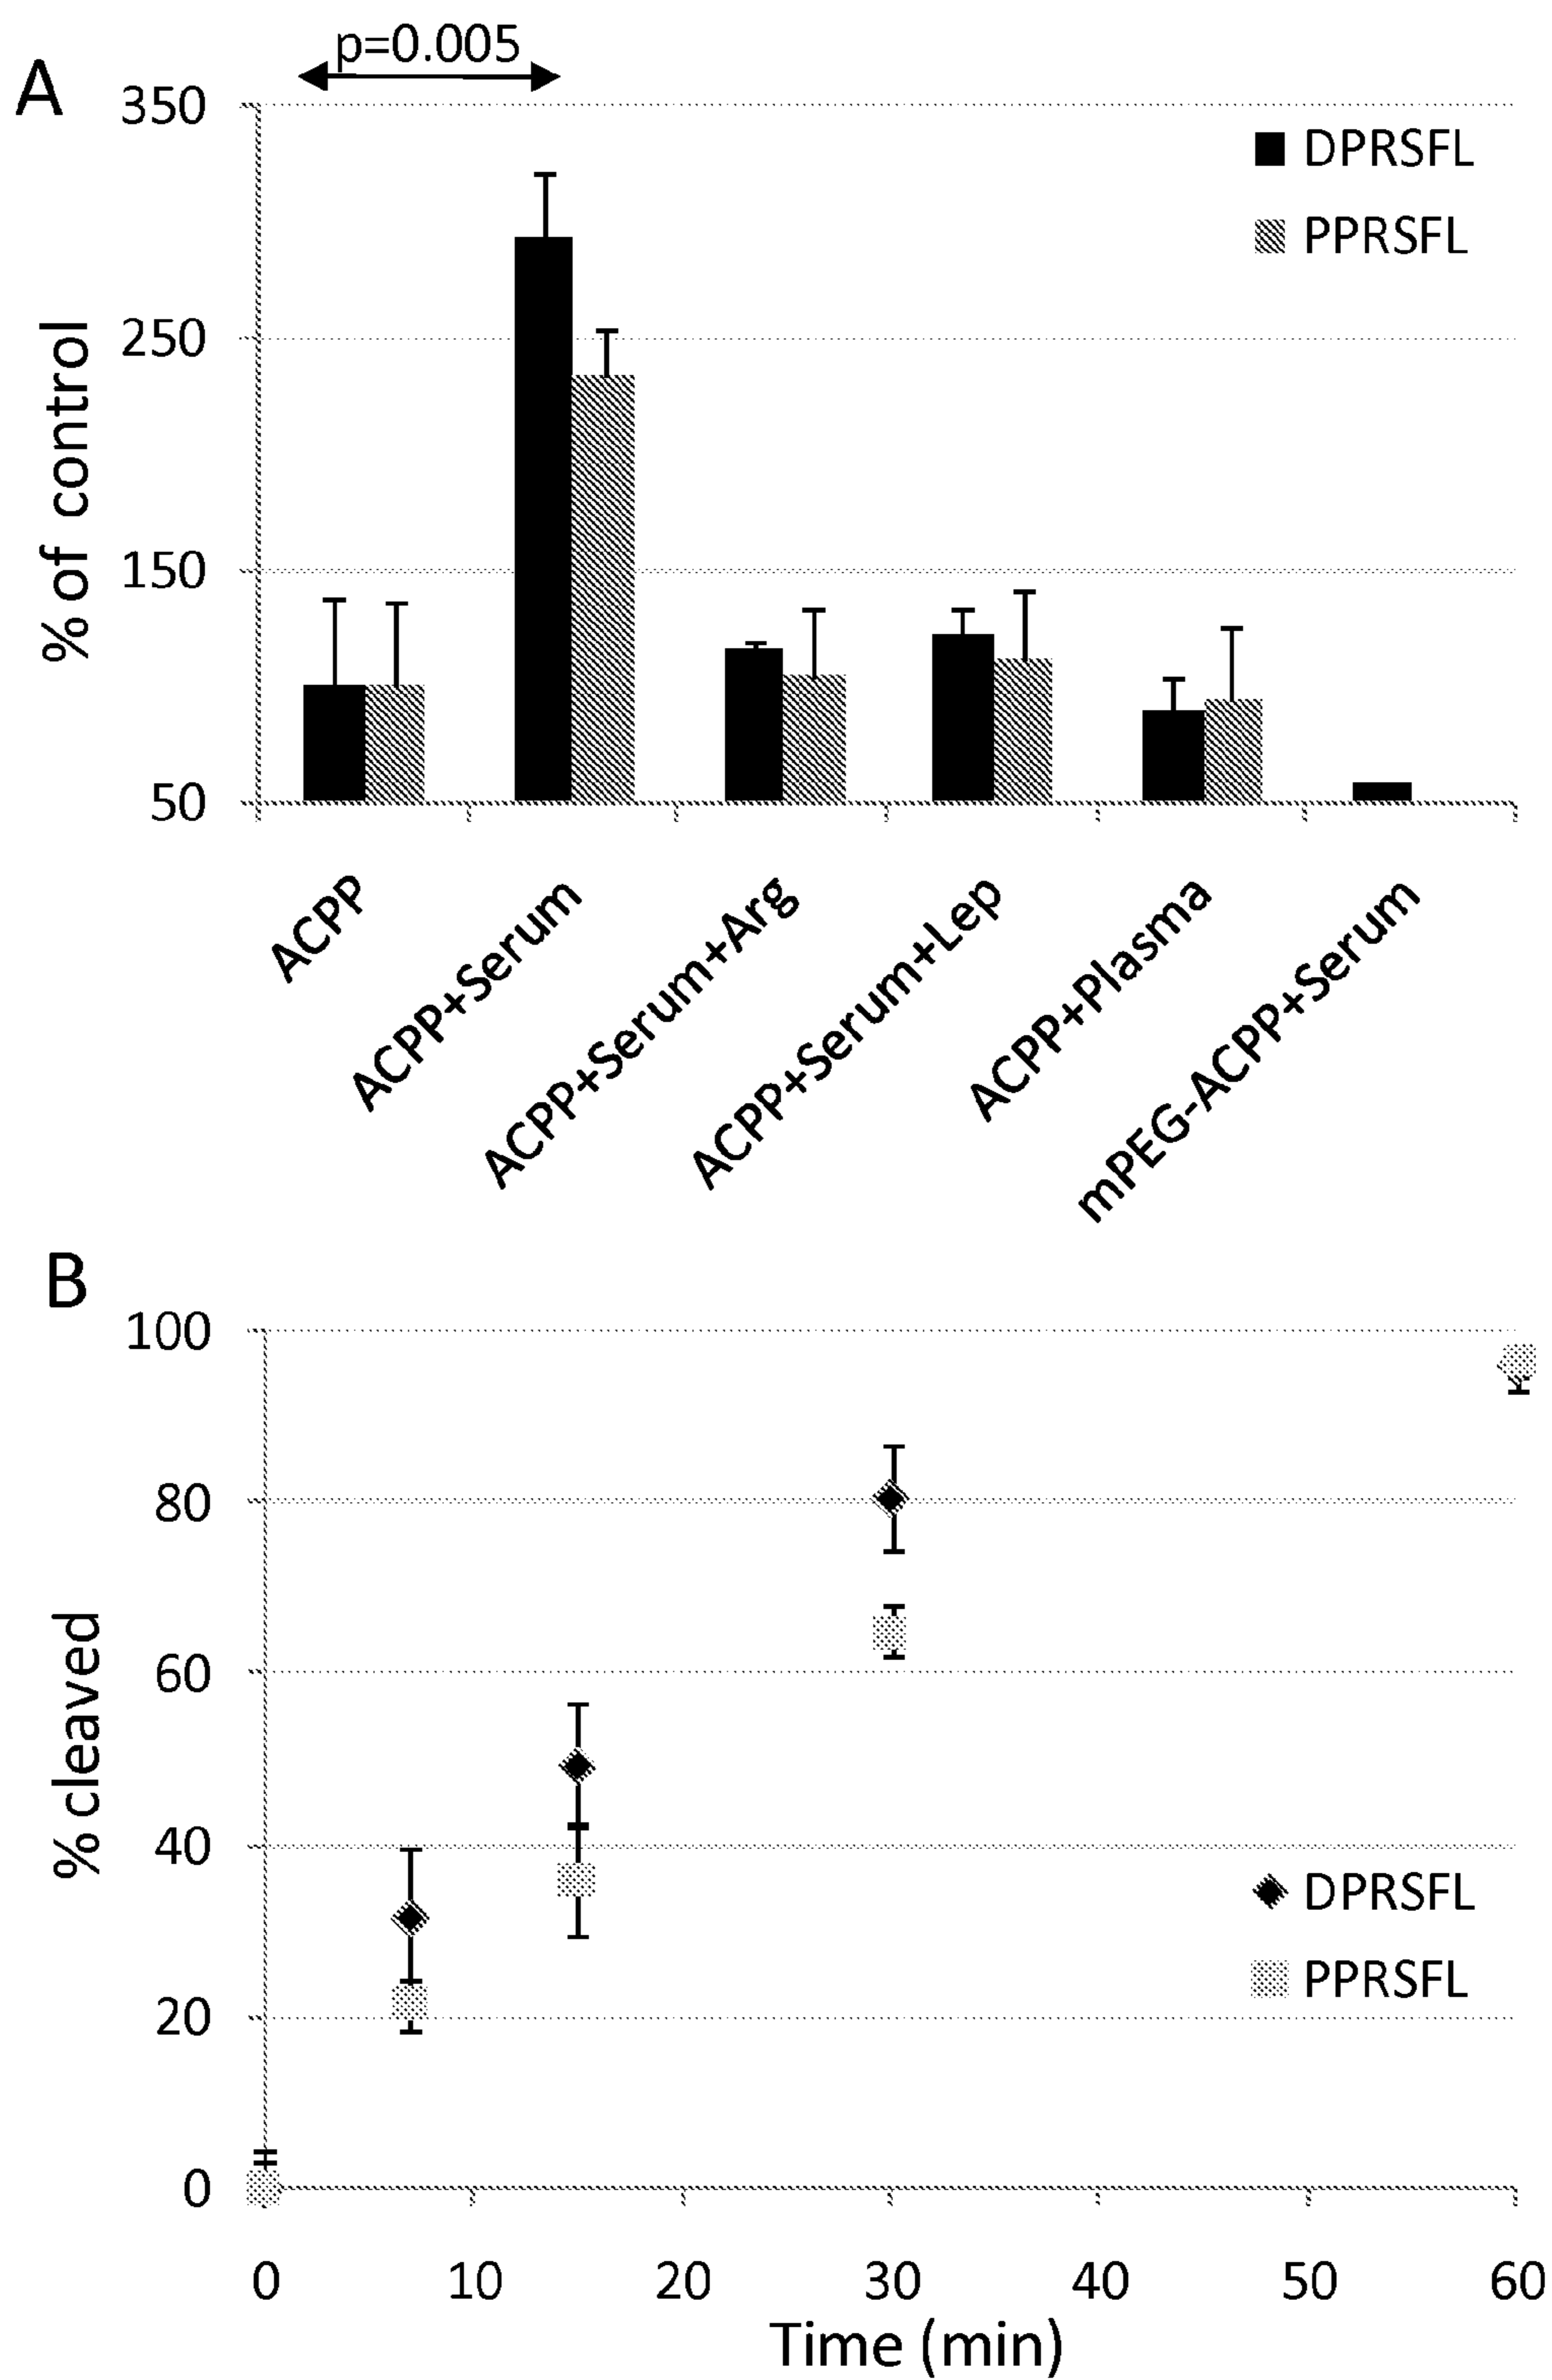 A
p=0.005
350
250
150
50
% of control
DPRSFL
PPRSFL
ACPP
ACPP+Serum
ACPP+Serum+Arg
ACPP+Serum+Lep
ACPP+Plasma
mPEG-ACPP+Serum
B
100
80
60
40
20
0
% cleaved
DPRSFL
PPRSFL
0 10 20 30 40 50 60
Time (min)